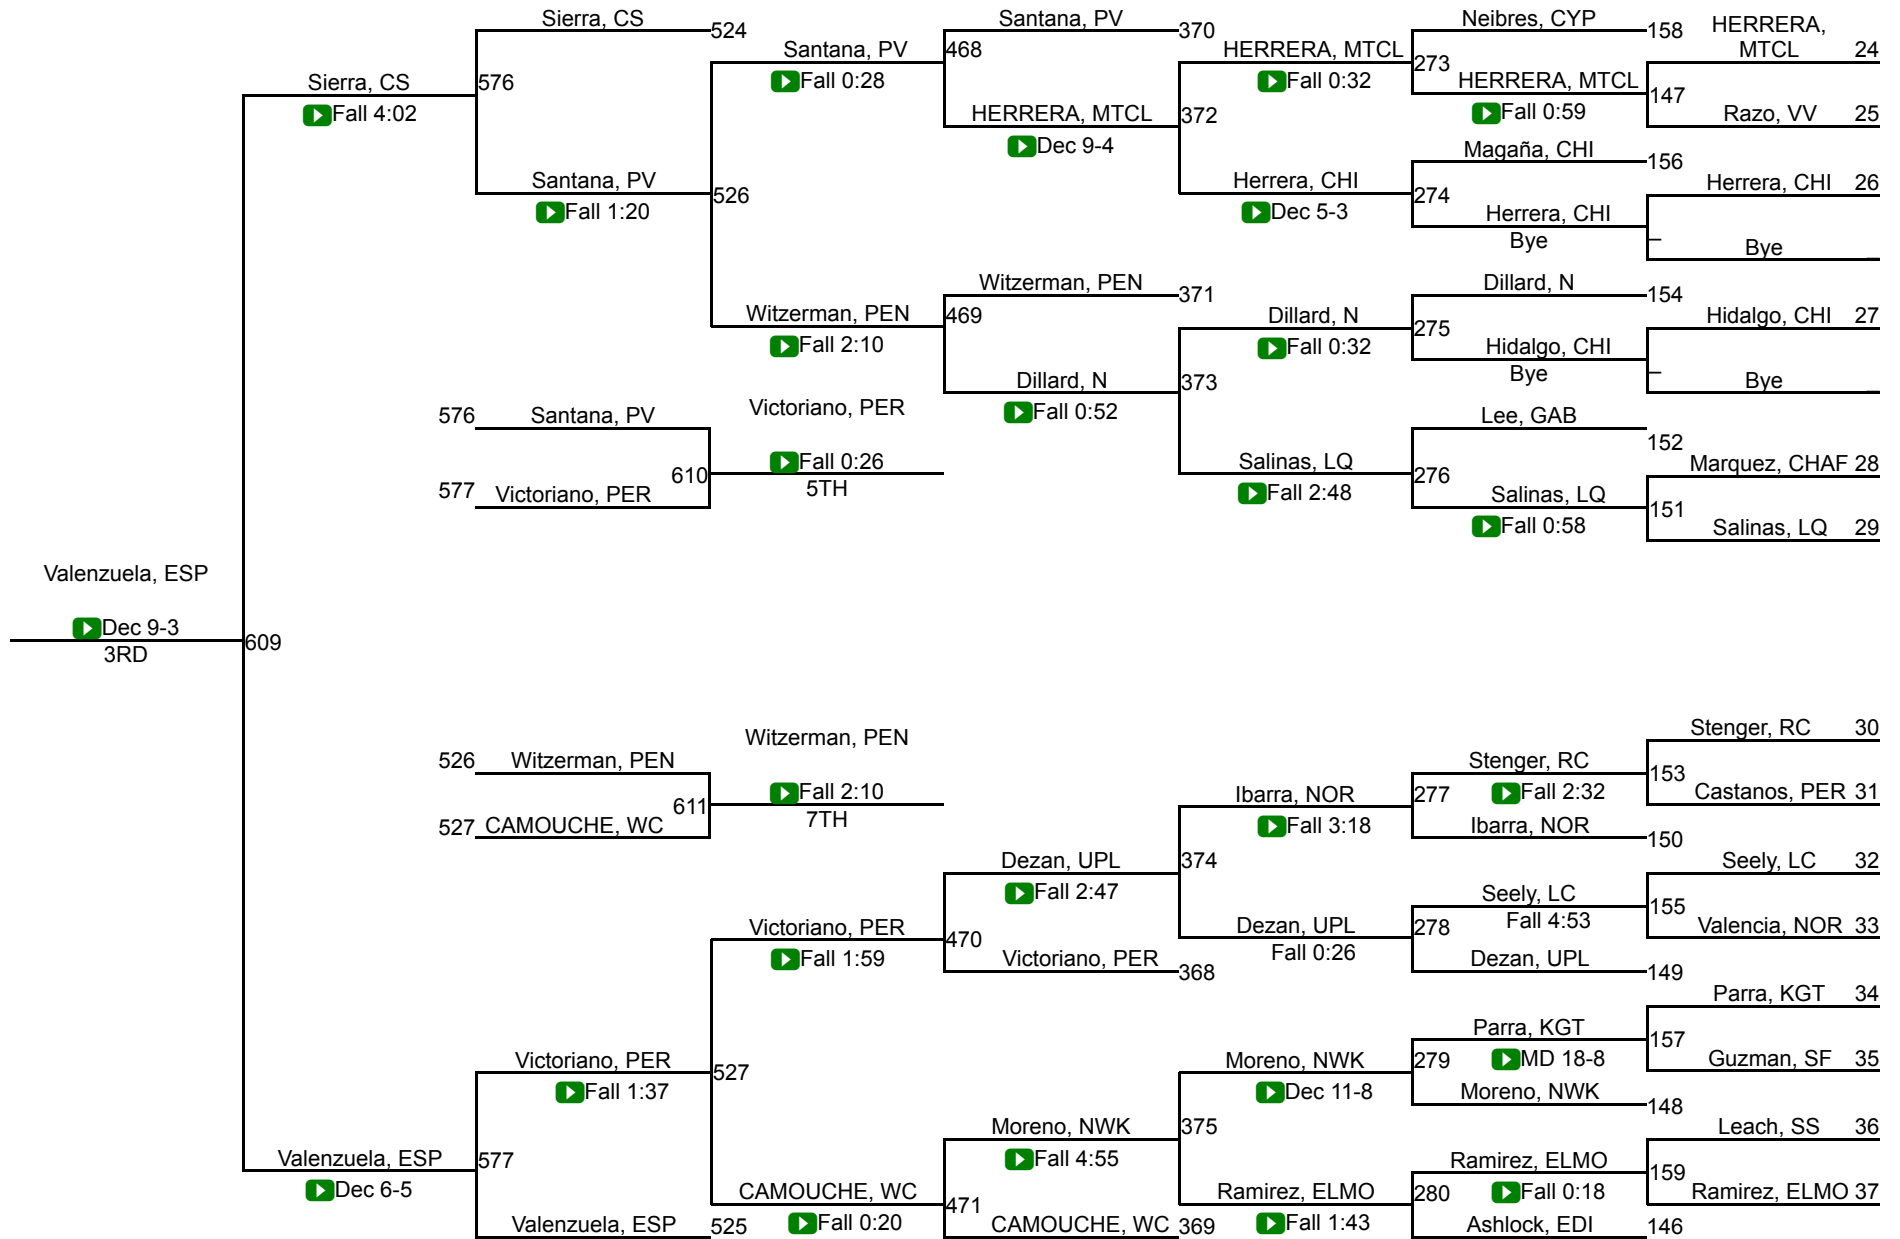 Sierra, CS
524
Santana, PV
370
Neibres, CYP
158
HERRERA,
MTCL 24
Santana, PV
468
HERRERA, MTCL
273
Fall 0:28
Fall 0:32
Sierra, CS
576
HERRERA, MTCL
147
Fall 4:02
HERRERA, MTCL
372
Fall 0:59
Razo, VV 25
Dec 9-4
Magaña, CHI
156
Santana, PV
526
Herrera, CHI
274
Herrera, CHI 26
Fall 1:20
Dec 5-3
Herrera, CHI
Bye
_
Bye _
Witzerman, PEN
371
Dillard, N
154
Witzerman, PEN
469
Dillard, N
275
Hidalgo, CHI 27
Fall 2:10
Fall 0:32
Hidalgo, CHI
Bye
_
Bye _
Dillard, N
373
Fall 0:52
576 Santana, PV
Victoriano, PER
Lee, GAB
152
610
Fall 0:26
5TH
Salinas, LQ
276
Marquez, CHAF 28
577 Victoriano, PER
Fall 2:48
Salinas, LQ
151
Fall 0:58
Salinas, LQ 29
Valenzuela, ESP
Dec 9-3
3RD
609
526 Witzerman, PEN
Witzerman, PEN
Stenger, RC 30
Stenger, RC
153
611
Fall 2:10
7TH
Ibarra, NOR
277
Fall 2:32
Castanos, PER 31
527 CAMOUCHE, WC
Fall 3:18
Ibarra, NOR
150
Dezan, UPL
374
Seely, LC 32
Fall 2:47
Seely, LC
155
Victoriano, PER
470
Dezan, UPL
278
Fall 4:53
Valencia, NOR 33
Fall 1:59
Victoriano, PER
368
Fall 0:26
Dezan, UPL
149
Parra, KGT 34
Victoriano, PER
527
Moreno, NWK
279
Parra, KGT
157
Fall 1:37
Dec 11-8
MD 18-8
Guzman, SF 35
Moreno, NWK
148
Moreno, NWK
375
Leach, SS 36
Valenzuela, ESP
577
Fall 4:55
Ramirez, ELMO
159
Dec 6-5
CAMOUCHE, WC
471
Ramirez, ELMO
280
Fall 0:18
Ramirez, ELMO 37
Valenzuela, ESP
525
Fall 0:20
CAMOUCHE, WC
369
Fall 1:43
Ashlock, EDI
146